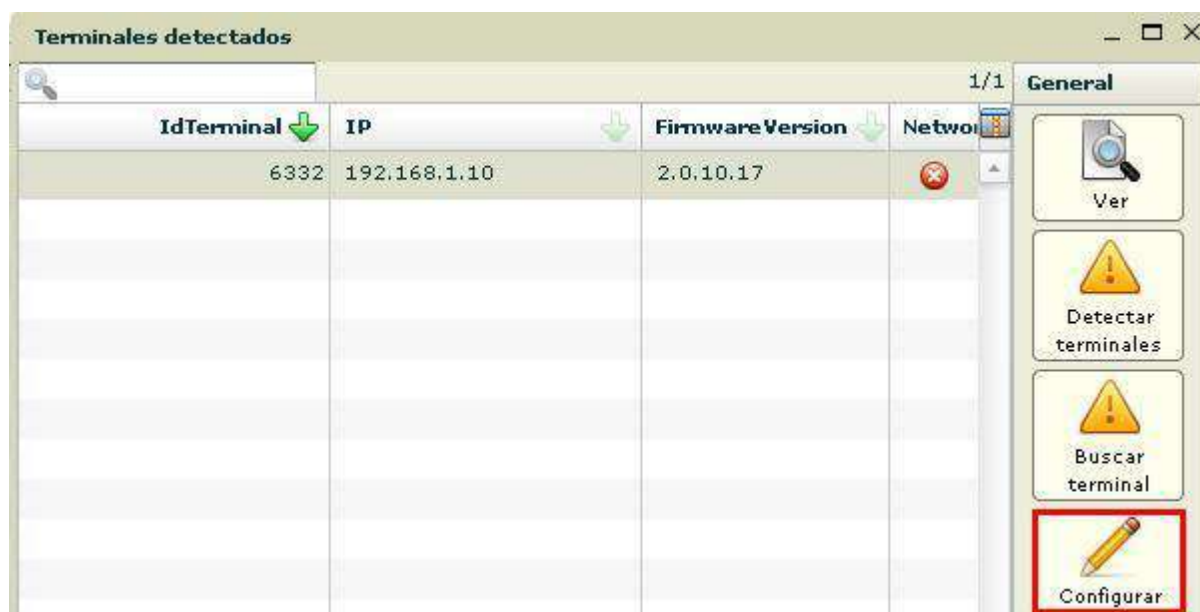 Terminales detectados
1/1
General
IdTerminal
IP
FirmwareVersion
6332
192.168.1.10
2.0.10.17
Ver
Detectar
terminales
Buscar
terminal
Configurar